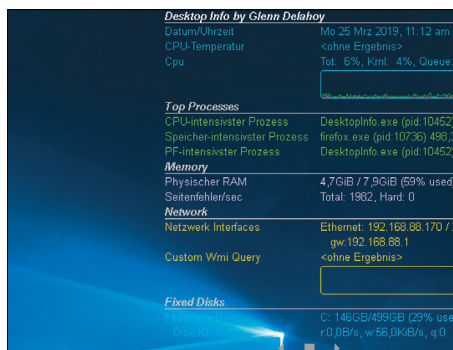 Desktop Info by Glenn Delahoy
Datum/Uhrzeit Mo 25 Mrz 2019, 11:12 am
CPU-Temperatur <ohne Ergebnis>
Cpu Tot: 6%, Krnl: 4%, Queue:
Top Processes
CPU-intensivster Prozess DesktopInfo.exe (pid:10452)
Speicher-intensivster Prozess firefox.exe (pid:10736) 498,
PF-intensivster Prozess DesktopInfo.exe (pid:10452)
Memory
Physischer RAM 4,7GiB / 7,9GiB (59% used
Seitenfehler/sec Total: 1982, Hard: 0
Network
Netzwerk Interfaces Ethernet: 192.168.88.170 /
gw:192.168.88.1
Custom Wmi Query <ohne Ergebnis>
Fixed Disks
C: 146GB/499GB (29% use
Disk IO r:0,0B/s, w:56,0KiB/s, q:0